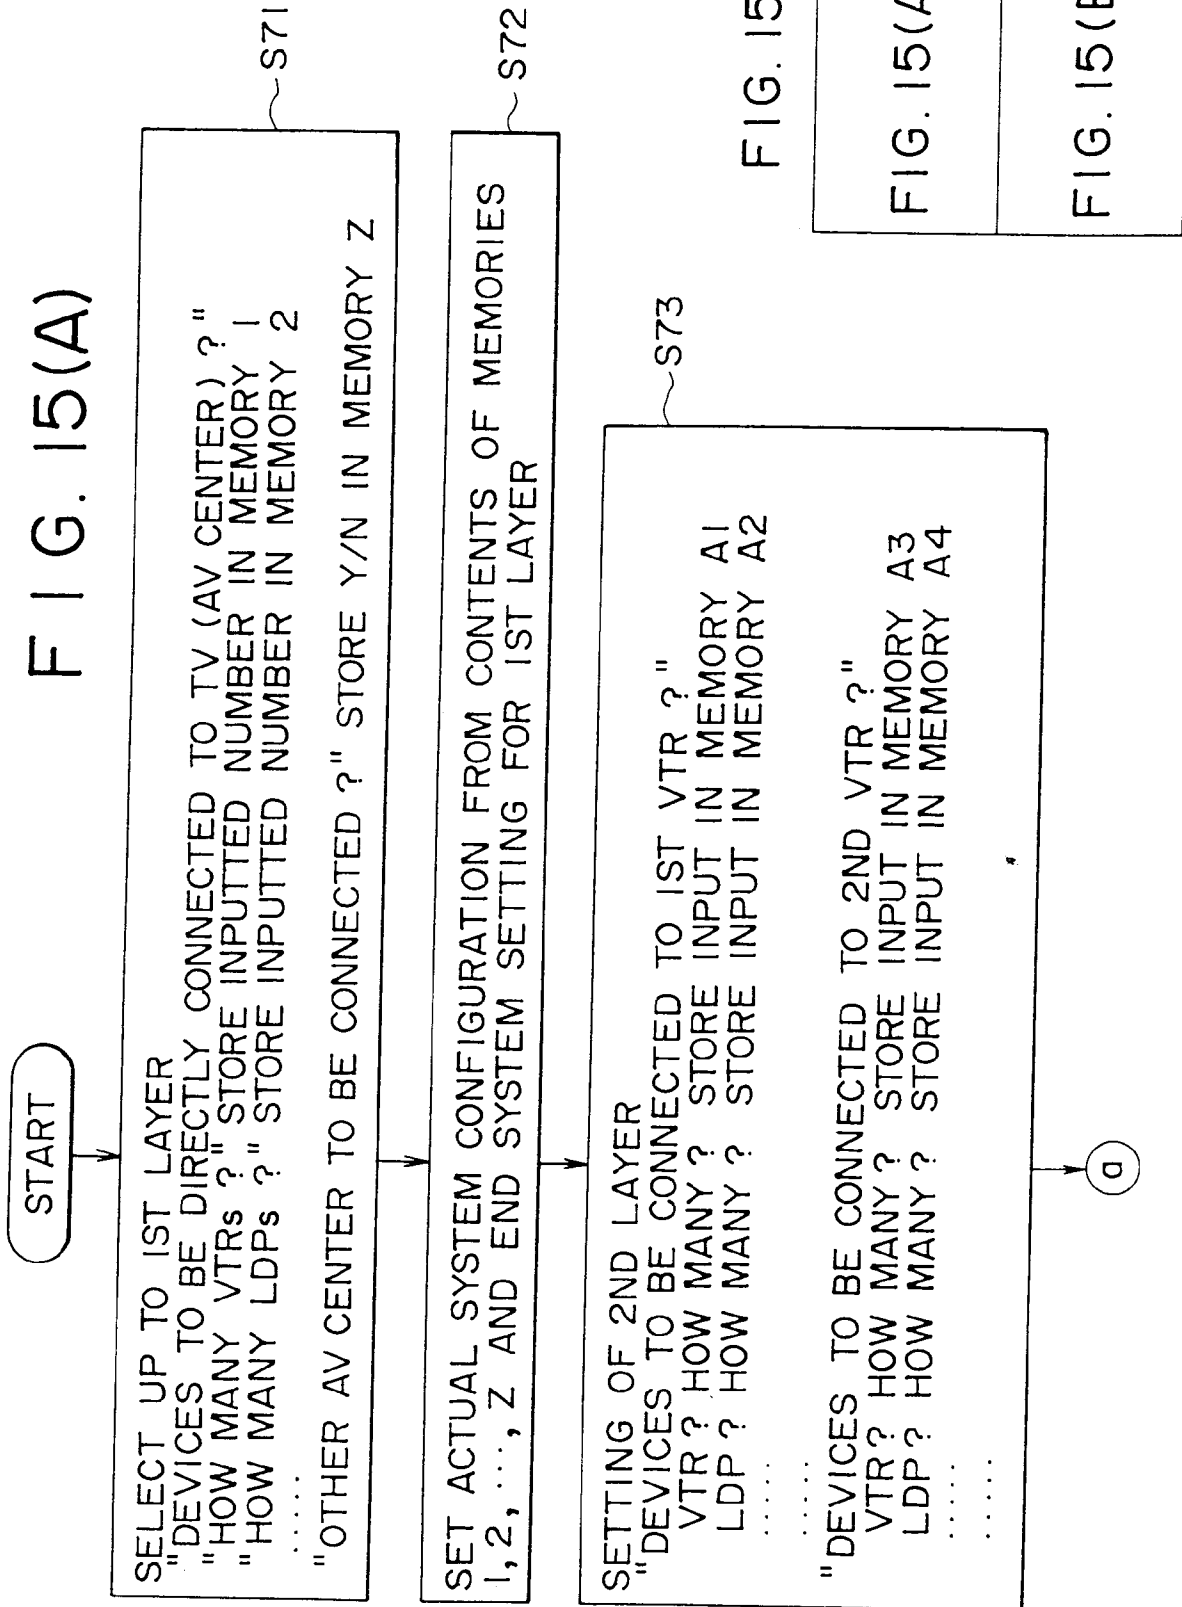 FIG. 15(A)
START
SELECT UP TO 1ST LAYER
"DEVICES TO BE DIRECTLY CONNECTED TO TV (AV CENTER) ?"
"HOW MANY VTRs ?" STORE INPUTTED NUMBER IN MEMORY 1
"HOW MANY LDPs ?" STORE INPUTTED NUMBER IN MEMORY 2
.....
"OTHER AV CENTER TO BE CONNECTED ?" STORE Y/N IN MEMORY Z
S71
SET ACTUAL SYSTEM CONFIGURATION FROM CONTENTS OF MEMORIES
1, 2, ..., Z AND END SYSTEM SETTING FOR 1ST LAYER
S72
SETTING OF 2ND LAYER
"DEVICES TO BE CONNECTED TO 1ST VTR ?"
VTR ? HOW MANY ? STORE INPUT IN MEMORY A1
LDP ? HOW MANY ? STORE INPUT IN MEMORY A2
.....
.....
"DEVICES TO BE CONNECTED TO 2ND VTR ?"
VTR ? HOW MANY ? STORE INPUT IN MEMORY A3
LDP ? HOW MANY ? STORE INPUT IN MEMORY A4
.....
.....
S73
a
FIG. 15
FIG. 15(A
FIG. 15(B